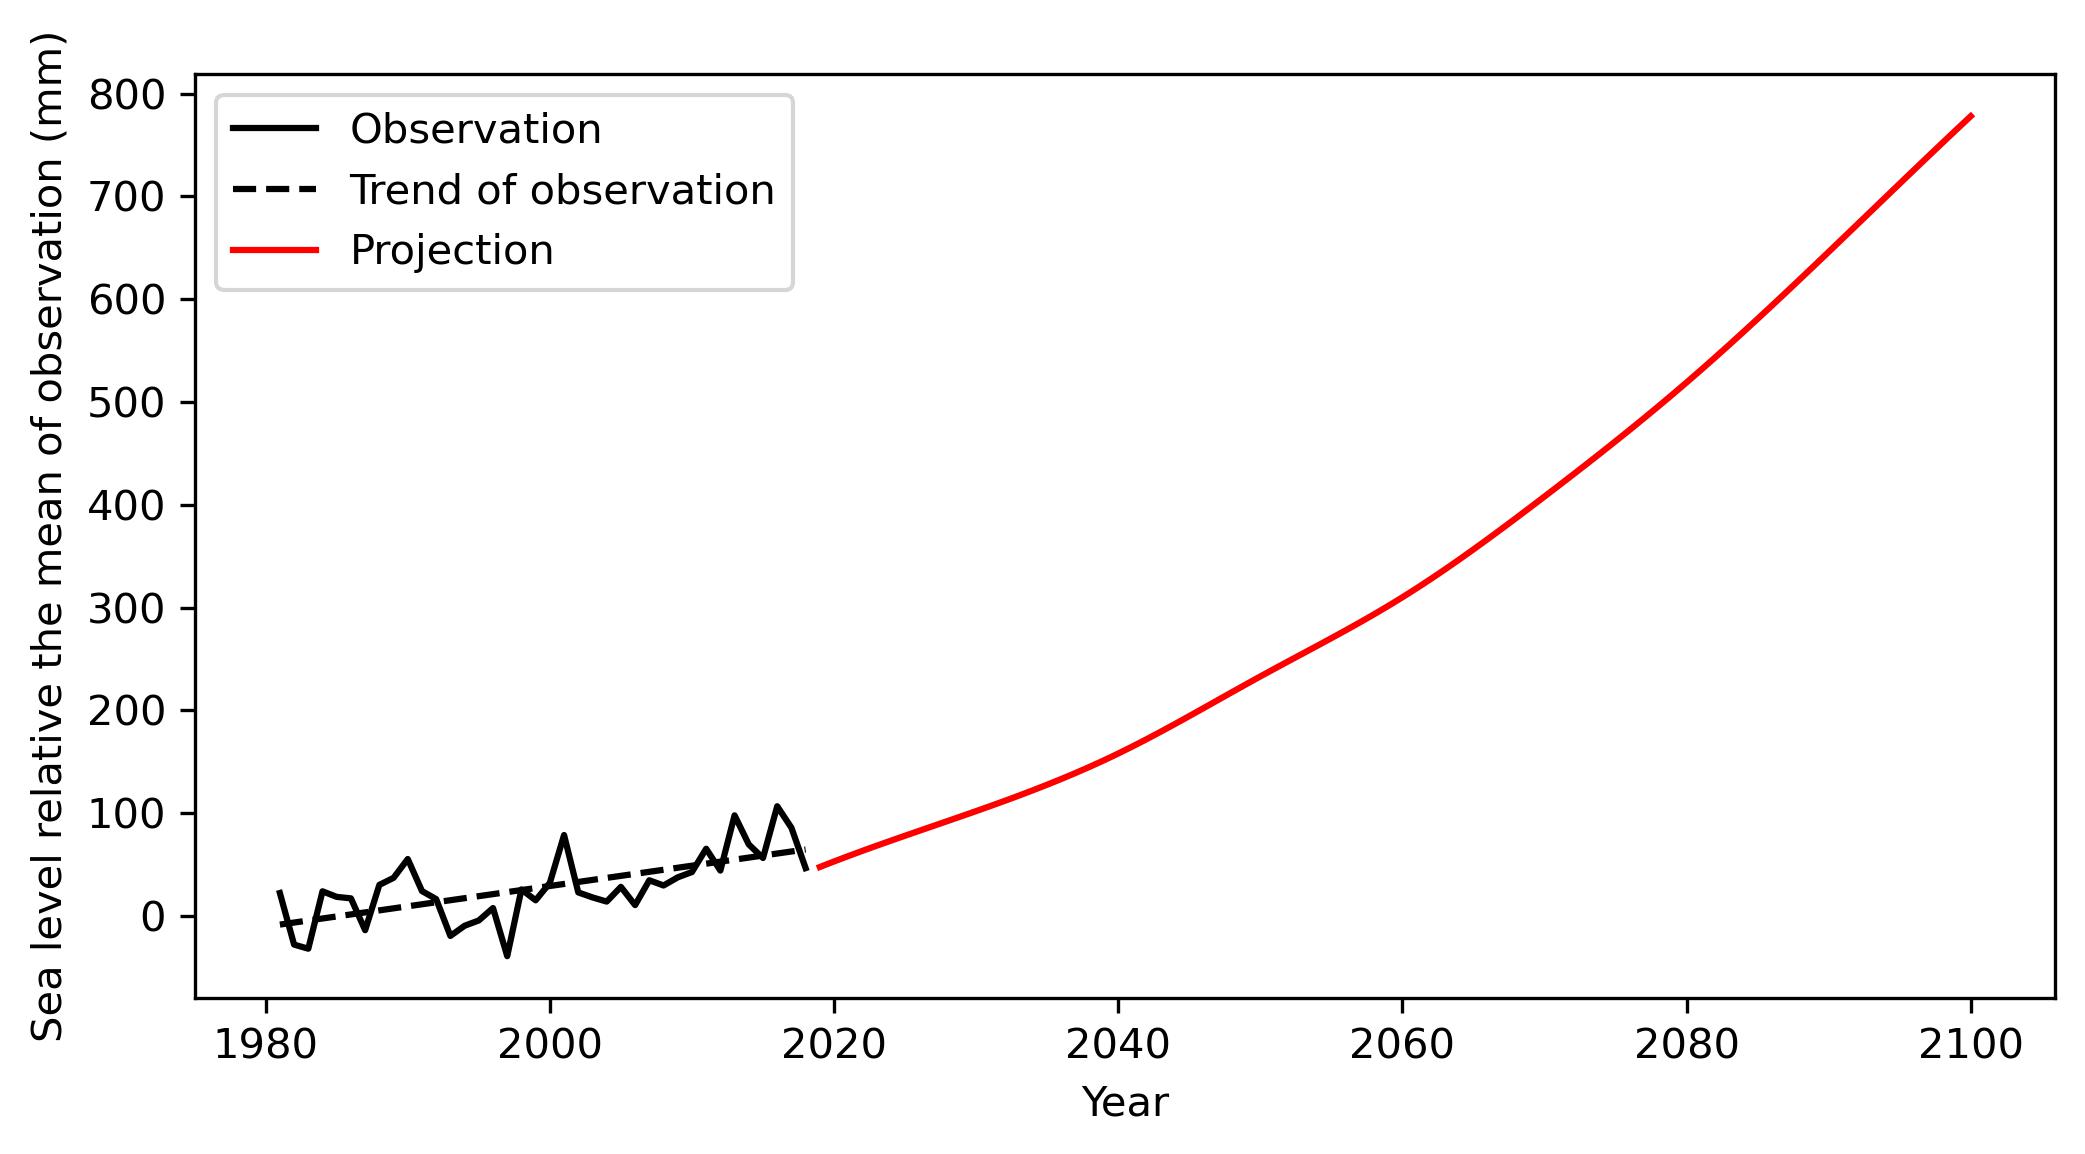 Sea level relative the mean of observation (mm)
800
700
600
500
400
300
200
100
0
Observation
Trend of observation
Projection
1980 2000 2020 2040 2060 2080 2100
Year